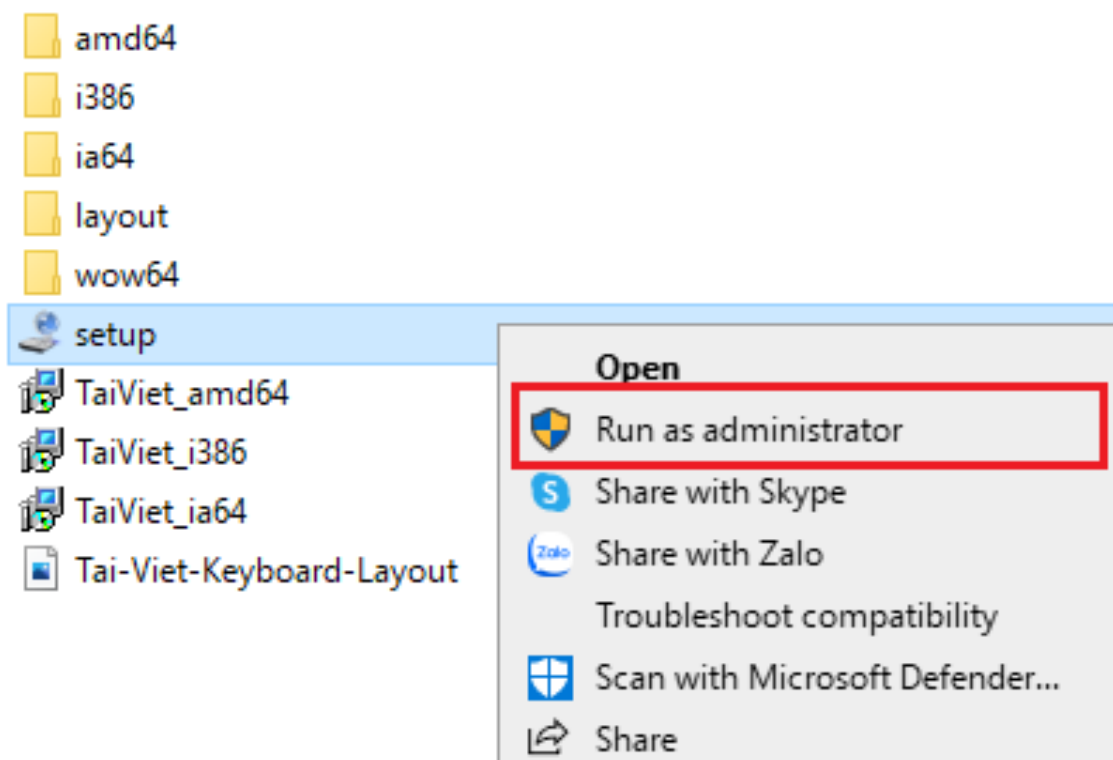 amd64
i386
ia64
layout
wow64
setup
TaiViet_amd64
TaiViet_i386
TaiViet_ia64
Tai-Viet-Keyboard-Layout
Open
Run as administrator
S Share with Skype
Zalo Share with Zalo
Troubleshoot compatibility
Scan with Microsoft Defender...
Share